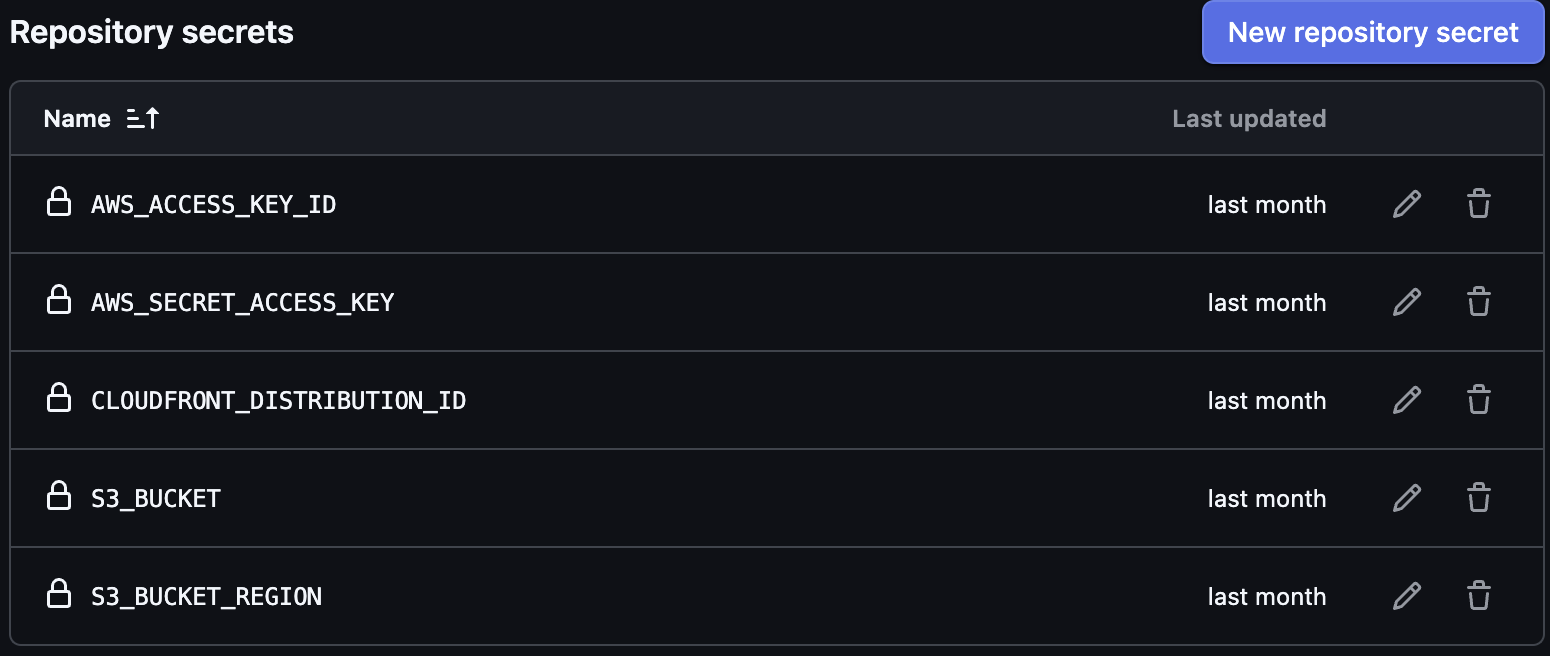 Repository secrets
New repository secret
Name
Last updated
AWS_ACCESS_KEY_ID
last month
AWS_SECRET_ACCESS_KEY
last month
CLOUDFRONT_DISTRIBUTION_ID
last month
S3_BUCKET
last month
S3_BUCKET_REGION
last month